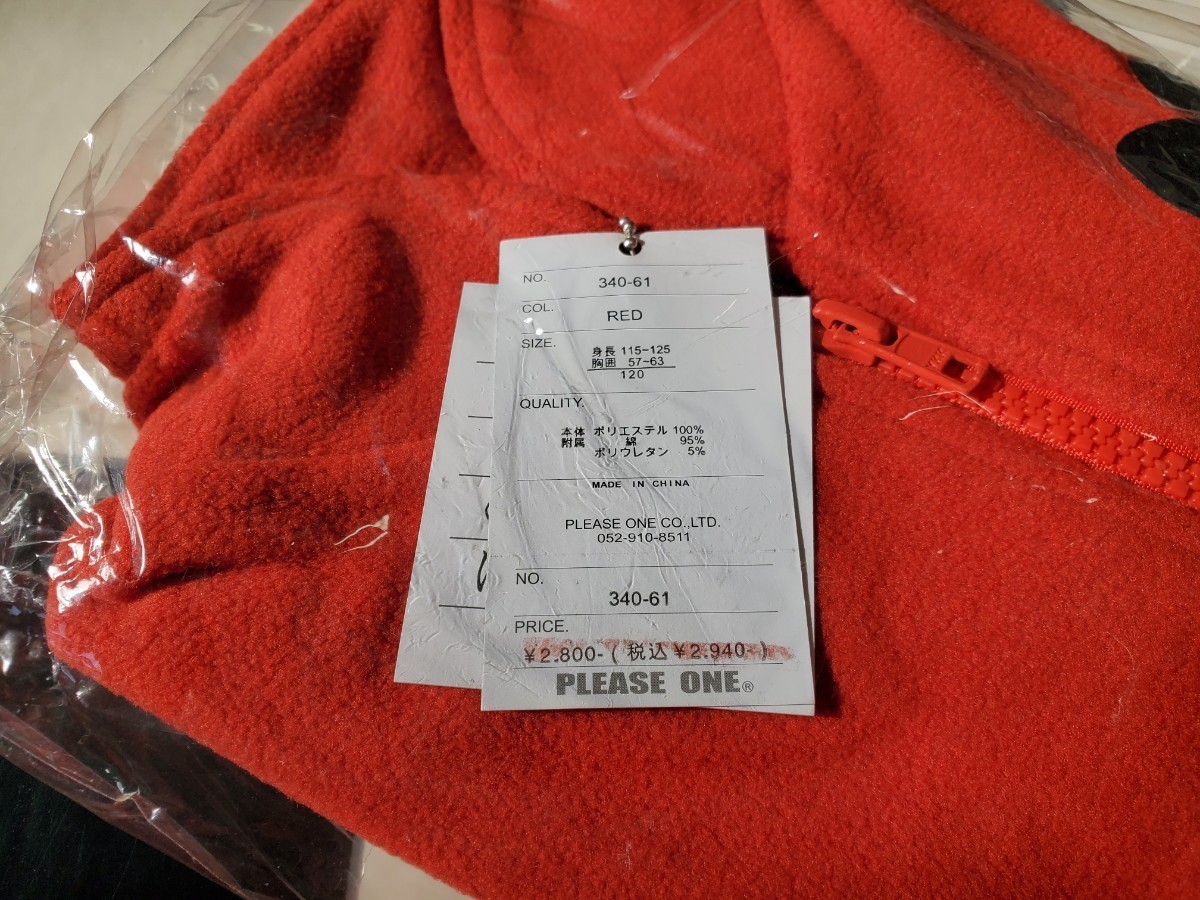 NO. 340-61
COL. RED
SIZE. 身長 115~125
胸囲 57~63
120
QUALITY.
本体 ポリエステル 100%
附属 綿 95%
ポリウレタン 5%
MADE IN CHINA
PLEASE ONE CO.,LTD.
052-910-8511
NO.
340-61
PRICE.
¥2.800-(税込¥2.940-)
PLEASE ONE®